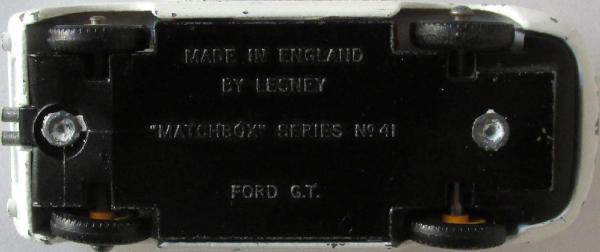 MADE IN ENGLAND
BY LESNEY
"MATCHBOX" SERIES Nº 41
FORD G.T.